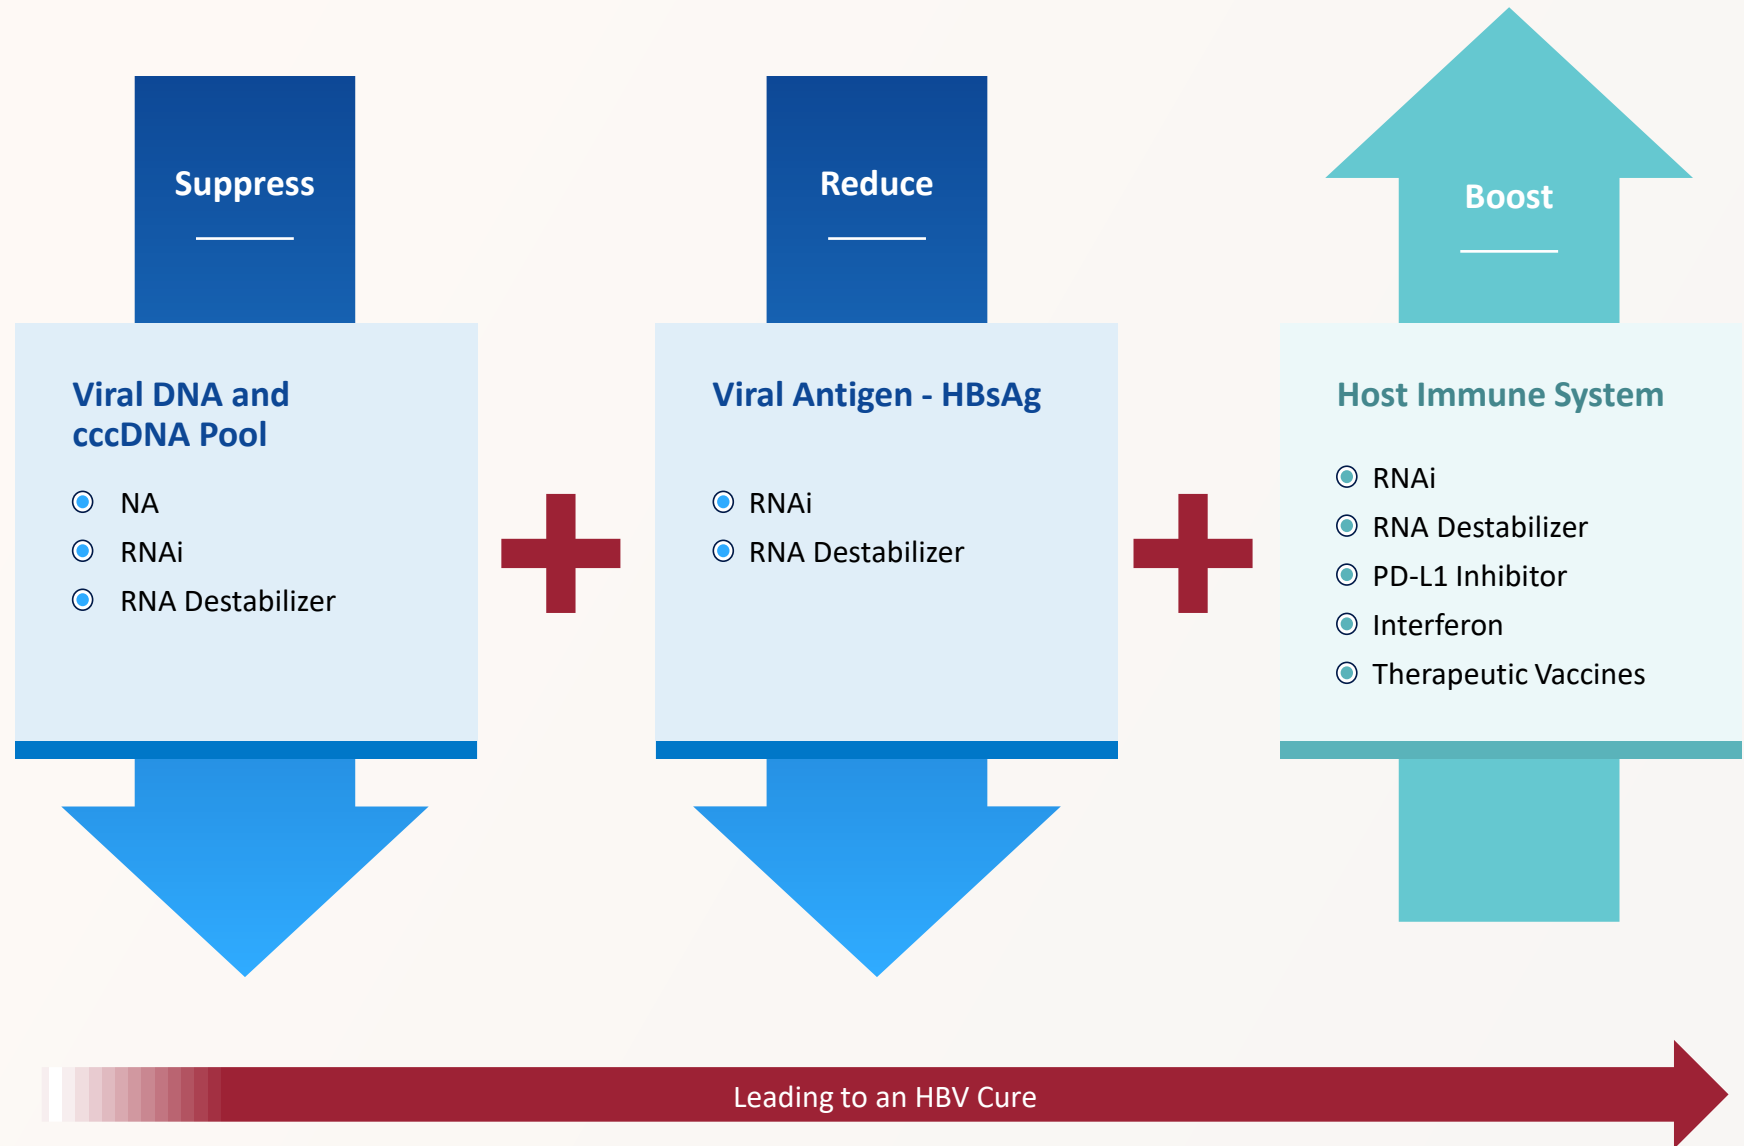 Suppress
Viral DNA and
cccDNA Pool
NA
RNAi
RNA Destabilizer
Reduce
Viral Antigen - HBsAg
RNAi
RNA Destabilizer
Boost
Host Immune System
RNAi
RNA Destabilizer
PD-L1 Inhibitor
Interferon
Therapeutic Vaccines
Leading to an HBV Cure